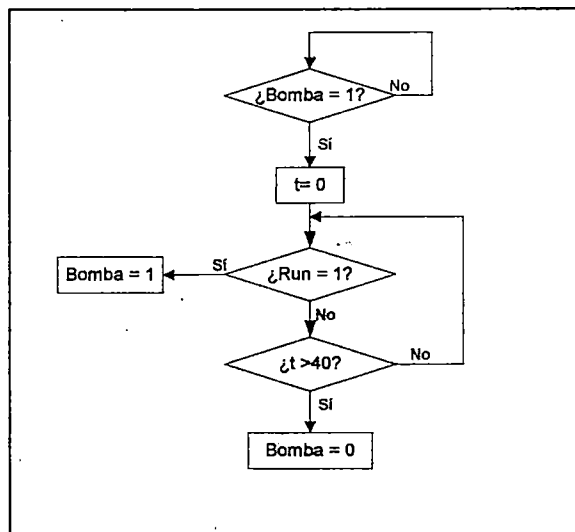 ¿Bomba = 1?
No
Sí
t= 0
Sí
¿Run = 1?
Bomba = 1
No
¿t >40?
No
Sí
Bomba = 0